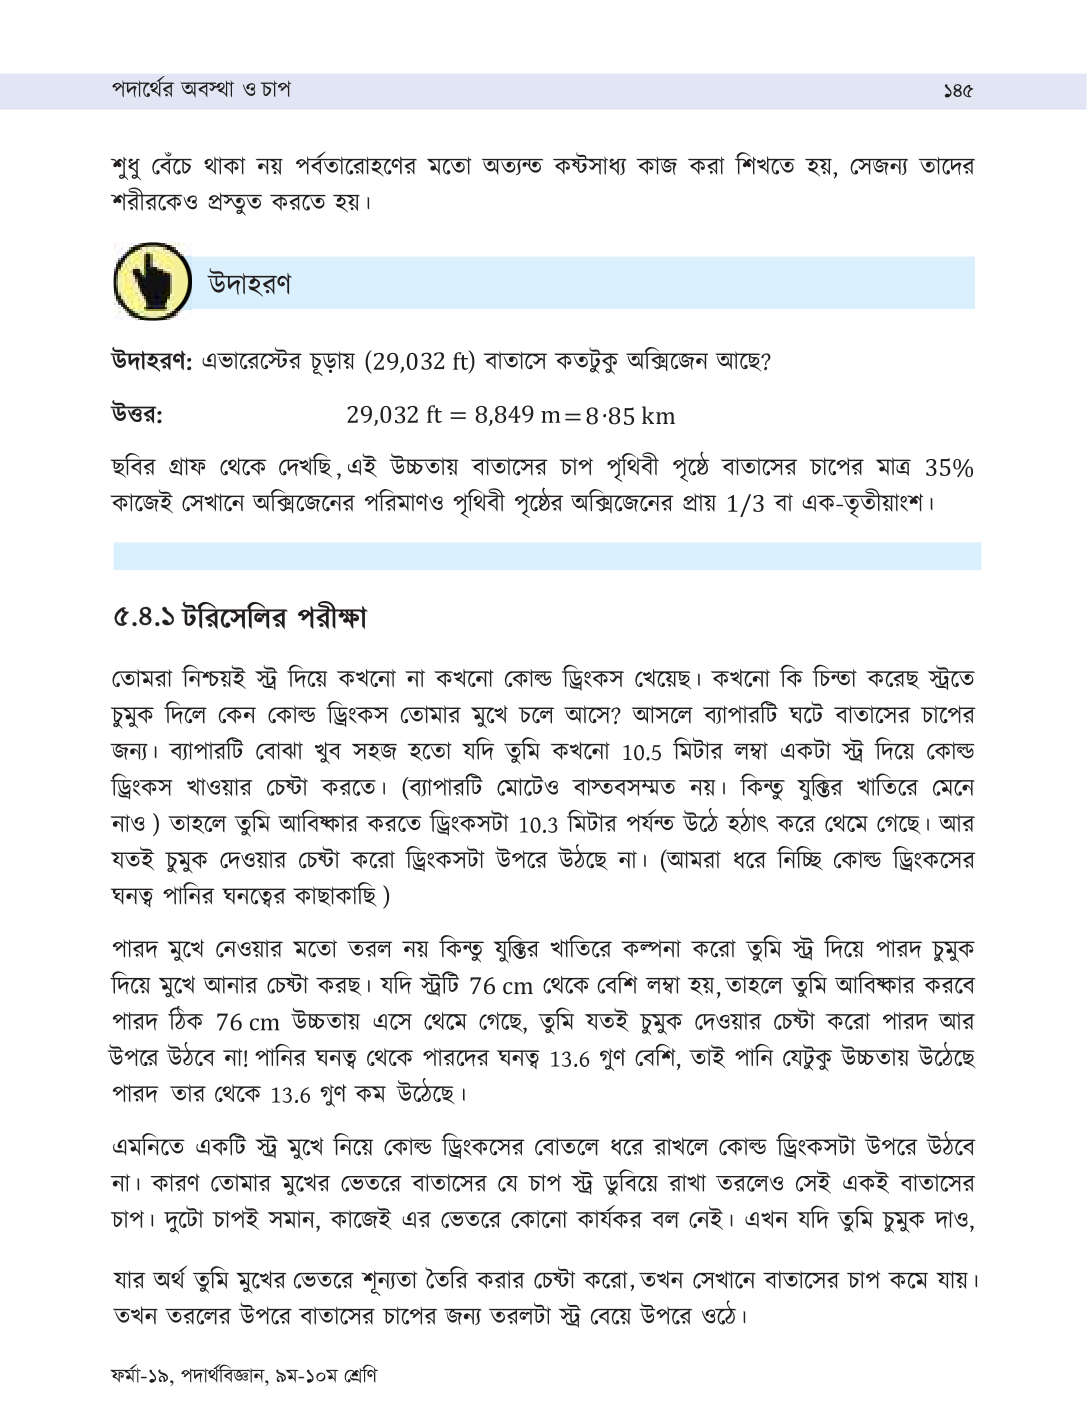 পদার্থের অবস্থা ও চাপ
১৪৫
শুধু বেঁচে থাকা নয় পর্বতারোহণের মতো অত্যন্ত কষ্টসাধ্য কাজ করা শিখতে হয়, সেজন্য তাদের
শরীরকেও প্রস্তুত করতে হয়।
উদাহরণ
উদাহরণ: এভারেস্টের চূড়ায় (29,032 ft) বাতাসে কতটুকু অক্সিজেন আছে?
উত্তর: 29,032 ft = 8,849 m = 8·85 km
ছবির গ্রাফ থেকে দেখছি, এই উচ্চতায় বাতাসের চাপ পৃথিবী পৃষ্ঠে বাতাসের চাপের মাত্র 35%
কাজেই সেখানে অক্সিজেনের পরিমাণও পৃথিবী পৃষ্ঠের অক্সিজেনের প্রায় 1/3 বা এক-তৃতীয়াংশ।
৫.৪.১ টরিসেলির পরীক্ষা
তোমরা নিশ্চয়ই স্ট্র দিয়ে কখনো না কখনো কোল্ড ড্রিংকস খেয়েছ। কখনো কি চিন্তা করেছ স্ট্রতে
চুমুক দিলে কেন কোল্ড ড্রিংকস তোমার মুখে চলে আসে? আসলে ব্যাপারটি ঘটে বাতাসের চাপের
জন্য। ব্যাপারটি বোঝা খুব সহজ হতো যদি তুমি কখনো 10.5 মিটার লম্বা একটা স্ট্র দিয়ে কোল্ড
ড্রিংকস খাওয়ার চেষ্টা করতে। (ব্যাপারটি মোটেও বাস্তবসম্মত নয়। কিন্তু যুক্তির খাতিরে মেনে
নাও ) তাহলে তুমি আবিষ্কার করতে ড্রিংকসটা 10.3 মিটার পর্যন্ত উঠে হঠাৎ করে থেমে গেছে। আর
যতই চুমুক দেওয়ার চেষ্টা করো ড্রিংকসটা উপরে উঠছে না। (আমরা ধরে নিচ্ছি কোল্ড ড্রিংকসের
ঘনত্ব পানির ঘনত্বের কাছাকাছি )
পারদ মুখে নেওয়ার মতো তরল নয় কিন্তু যুক্তির খাতিরে কল্পনা করো তুমি স্ট্র দিয়ে পারদ চুমুক
দিয়ে মুখে আনার চেষ্টা করছ। যদি স্ট্রটি 76 cm থেকে বেশি লম্বা হয়, তাহলে তুমি আবিষ্কার করবে
পারদ ঠিক 76 cm উচ্চতায় এসে থেমে গেছে, তুমি যতই চুমুক দেওয়ার চেষ্টা করো পারদ আর
উপরে উঠবে না! পানির ঘনত্ব থেকে পারদের ঘনত্ব 13.6 গুণ বেশি, তাই পানি যেটুকু উচ্চতায় উঠেছে
পারদ তার থেকে 13.6 গুণ কম উঠেছে।
এমনিতে একটি স্ট্র মুখে নিয়ে কোল্ড ড্রিংকসের বোতলে ধরে রাখলে কোল্ড ড্রিংকসটা উপরে উঠবে
না। কারণ তোমার মুখের ভেতরে বাতাসের যে চাপ স্ট্র ডুবিয়ে রাখা তরলেও সেই একই বাতাসের
চাপ। দুটো চাপই সমান, কাজেই এর ভেতরে কোনো কার্যকর বল নেই। এখন যদি তুমি চুমুক দাও,
যার অর্থ তুমি মুখের ভেতরে শূন্যতা তৈরি করার চেষ্টা করো, তখন সেখানে বাতাসের চাপ কমে যায়।
তখন তরলের উপরে বাতাসের চাপের জন্য তরলটা স্ট্র বেয়ে উপরে ওঠে।
ফর্মা-১৯, পদার্থবিজ্ঞান, ৯ম-১০ম শ্রেণি